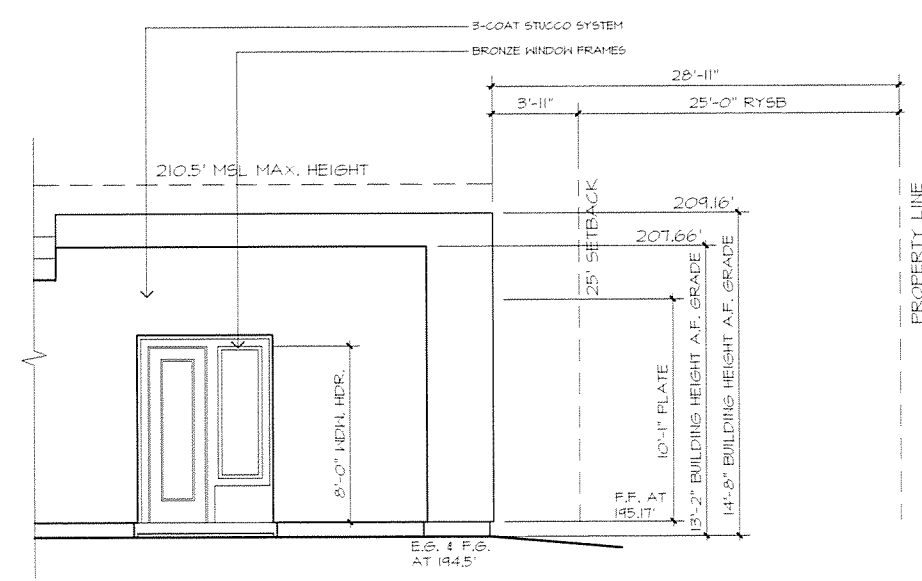 3-COAT STUCCO SYSTEM
BRONZE WINDOW FRAMES
28'-11"
3'-11"
25'-0" RYSB
210.5' MSL MAX. HEIGHT
209.16'
207.66'
25' SETBACK
PROPERTY LINE
8'-0" WDW. HDR.
10'-1" PLATE
13'-2" BUILDING HEIGHT A.F. GRADE
14'-8" BUILDING HEIGHT A.F. GRADE
F.F. AT
195.17'
E.G. & F.G.
AT 194.5'